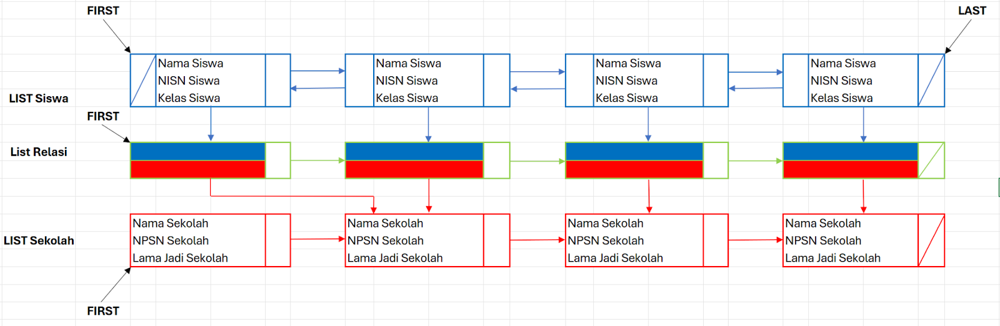 FIRST
LAST
Nama Siswa
NISN Siswa
Kelas Siswa
Nama Siswa
NISN Siswa
Kelas Siswa
Nama Siswa
NISN Siswa
Kelas Siswa
Nama Siswa
NISN Siswa
Kelas Siswa
LIST Siswa
FIRST
List Relasi
Nama Sekolah
NPSN Sekolah
Lama Jadi Sekolah
Nama Sekolah
NPSN Sekolah
Lama Jadi Sekolah
Nama Sekolah
NPSN Sekolah
Lama Jadi Sekolah
Nama Sekolah
NPSN Sekolah
Lama Jadi Sekolah
LIST Sekolah
FIRST